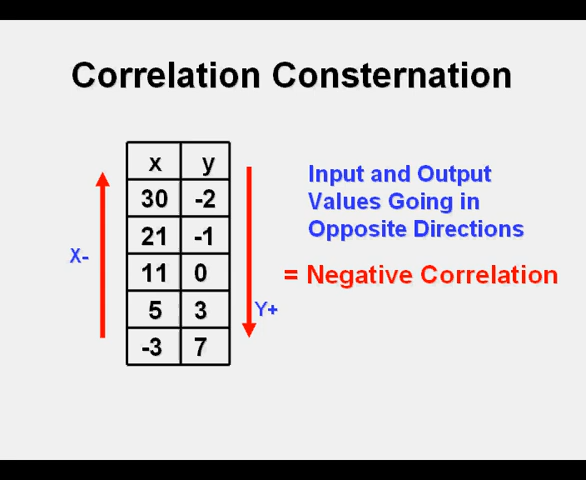 Correlation Consternation
x y
30 -2
21 -1
11 0
5 3
-3 7
X-
Y+
Input and Output
Values Going in
Opposite Directions
= Negative Correlation